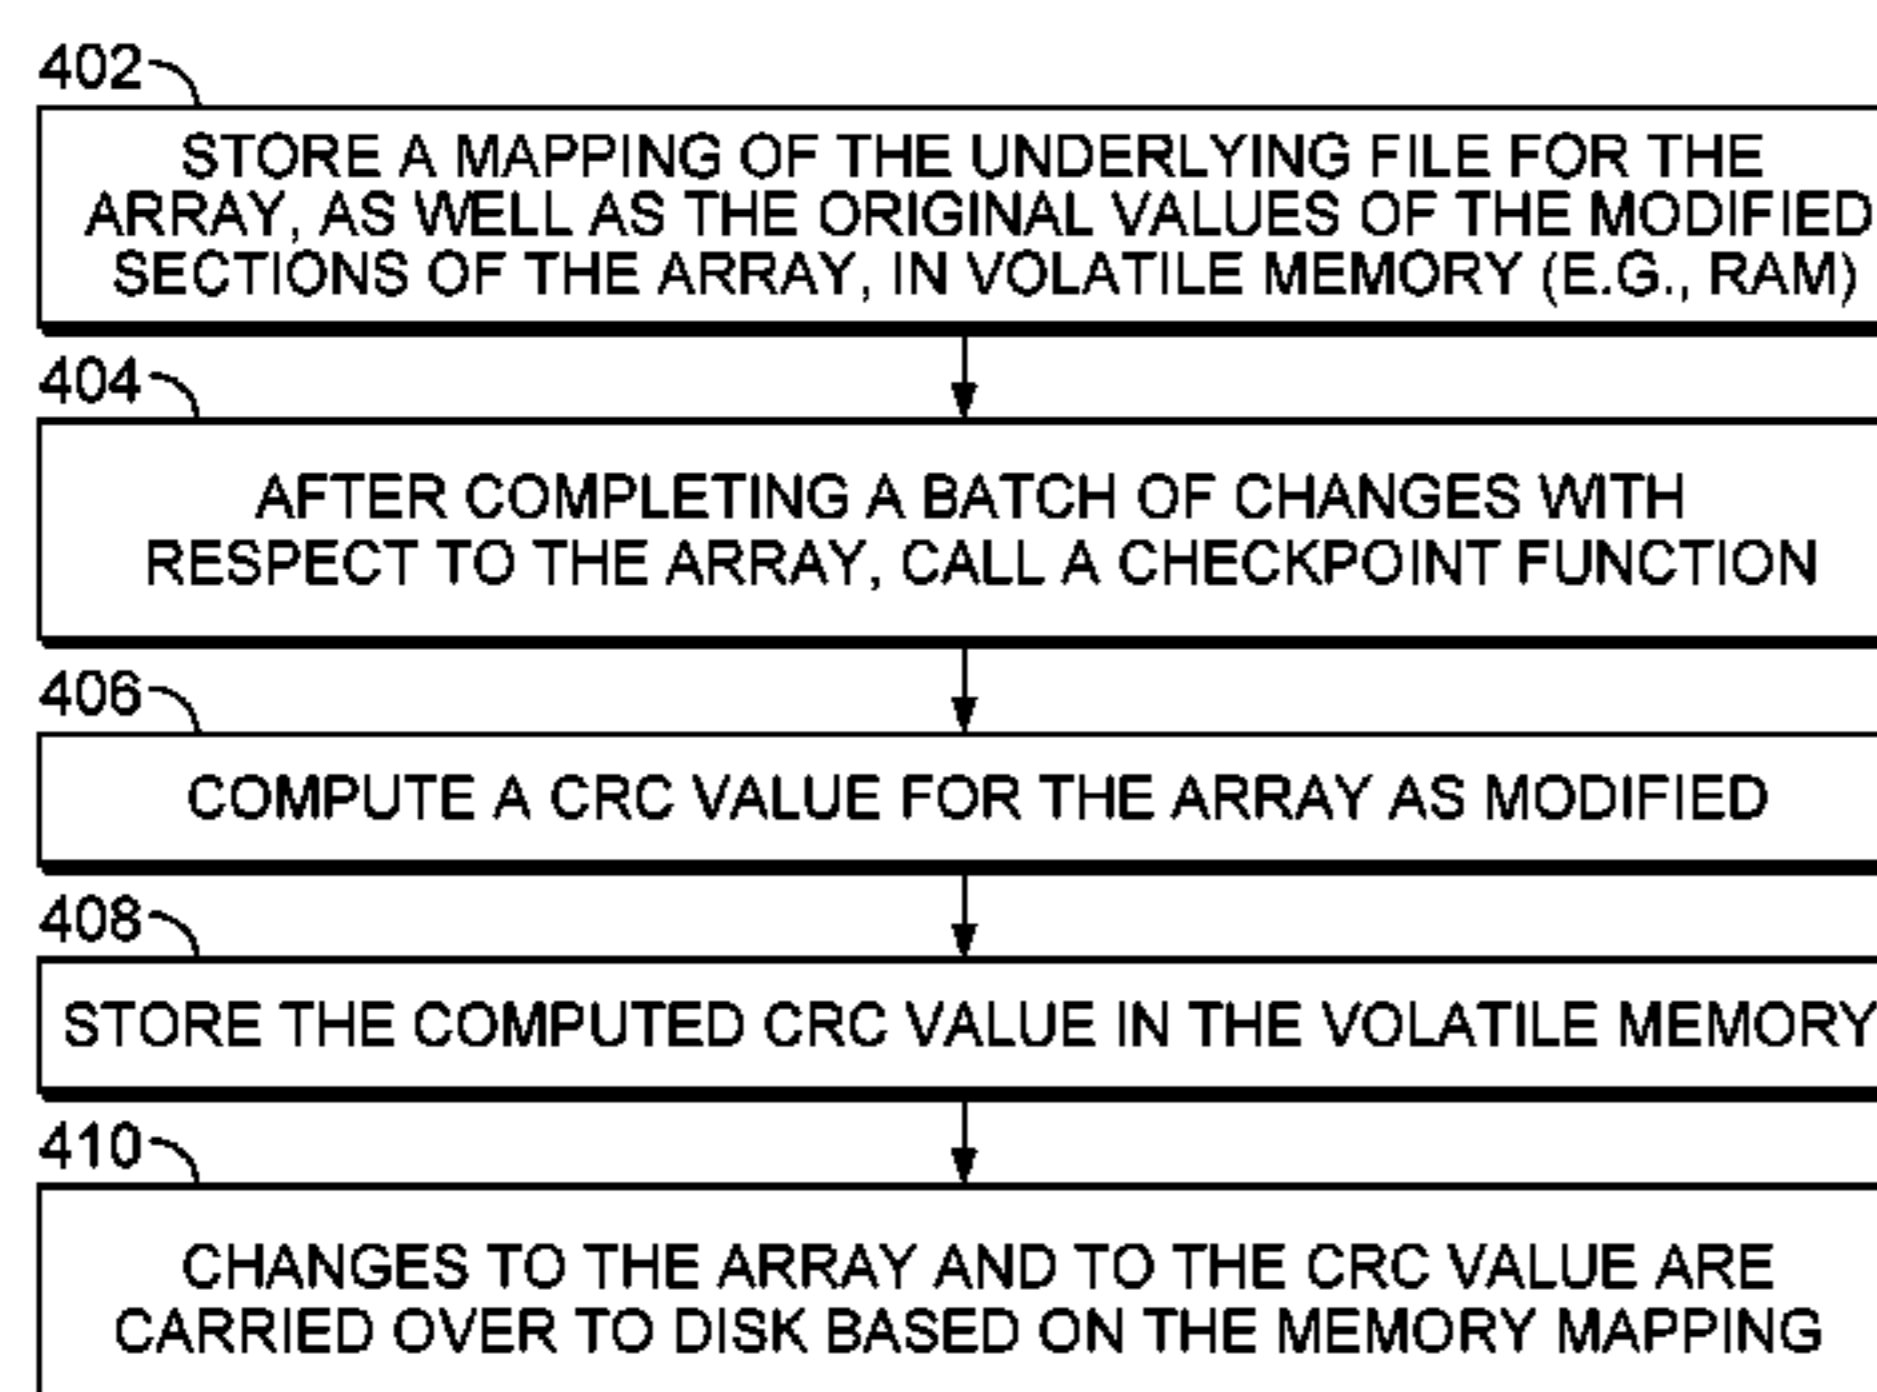 402
STORE A MAPPING OF THE UNDERLYING FILE FOR THE
ARRAY, AS WELL AS THE ORIGINAL VALUES OF THE MODIFIED
SECTIONS OF THE ARRAY, IN VOLATILE MEMORY (E.G., RAM)
404
AFTER COMPLETING A BATCH OF CHANGES WITH
RESPECT TO THE ARRAY, CALL A CHECKPOINT FUNCTION
406
COMPUTE A CRC VALUE FOR THE ARRAY AS MODIFIED
408
STORE THE COMPUTED CRC VALUE IN THE VOLATILE MEMORY
410
CHANGES TO THE ARRAY AND TO THE CRC VALUE ARE
CARRIED OVER TO DISK BASED ON THE MEMORY MAPPING